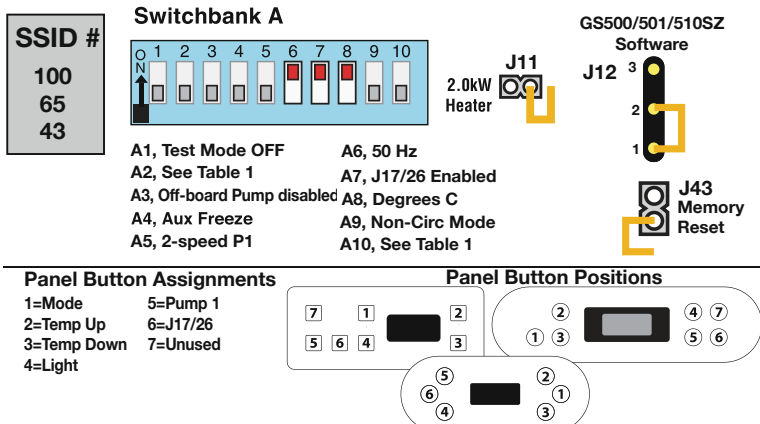 SSID #
100
65
43
Switchbank A
ON
1 2 3 4 5 6 7 8 9 10
A1, Test Mode OFF
A2, See Table 1
A3, Off-board Pump disabled
A4, Aux Freeze
A5, 2-speed P1
A6, 50 Hz
A7, J17/26 Enabled
A8, Degrees C
A9, Non-Circ Mode
A10, See Table 1
J11
2.0kW
Heater
GS500/501/510SZ
Software
J12
3
2
1
J43
Memory
Reset
Panel Button Assignments
1=Mode
2=Temp Up
3=Temp Down
4=Light
5=Pump 1
6=J17/26
7=Unused
Panel Button Positions
7 1 2
5 6 4 3
2 4 7
1 3 5 6
5 2
6 1
4 3